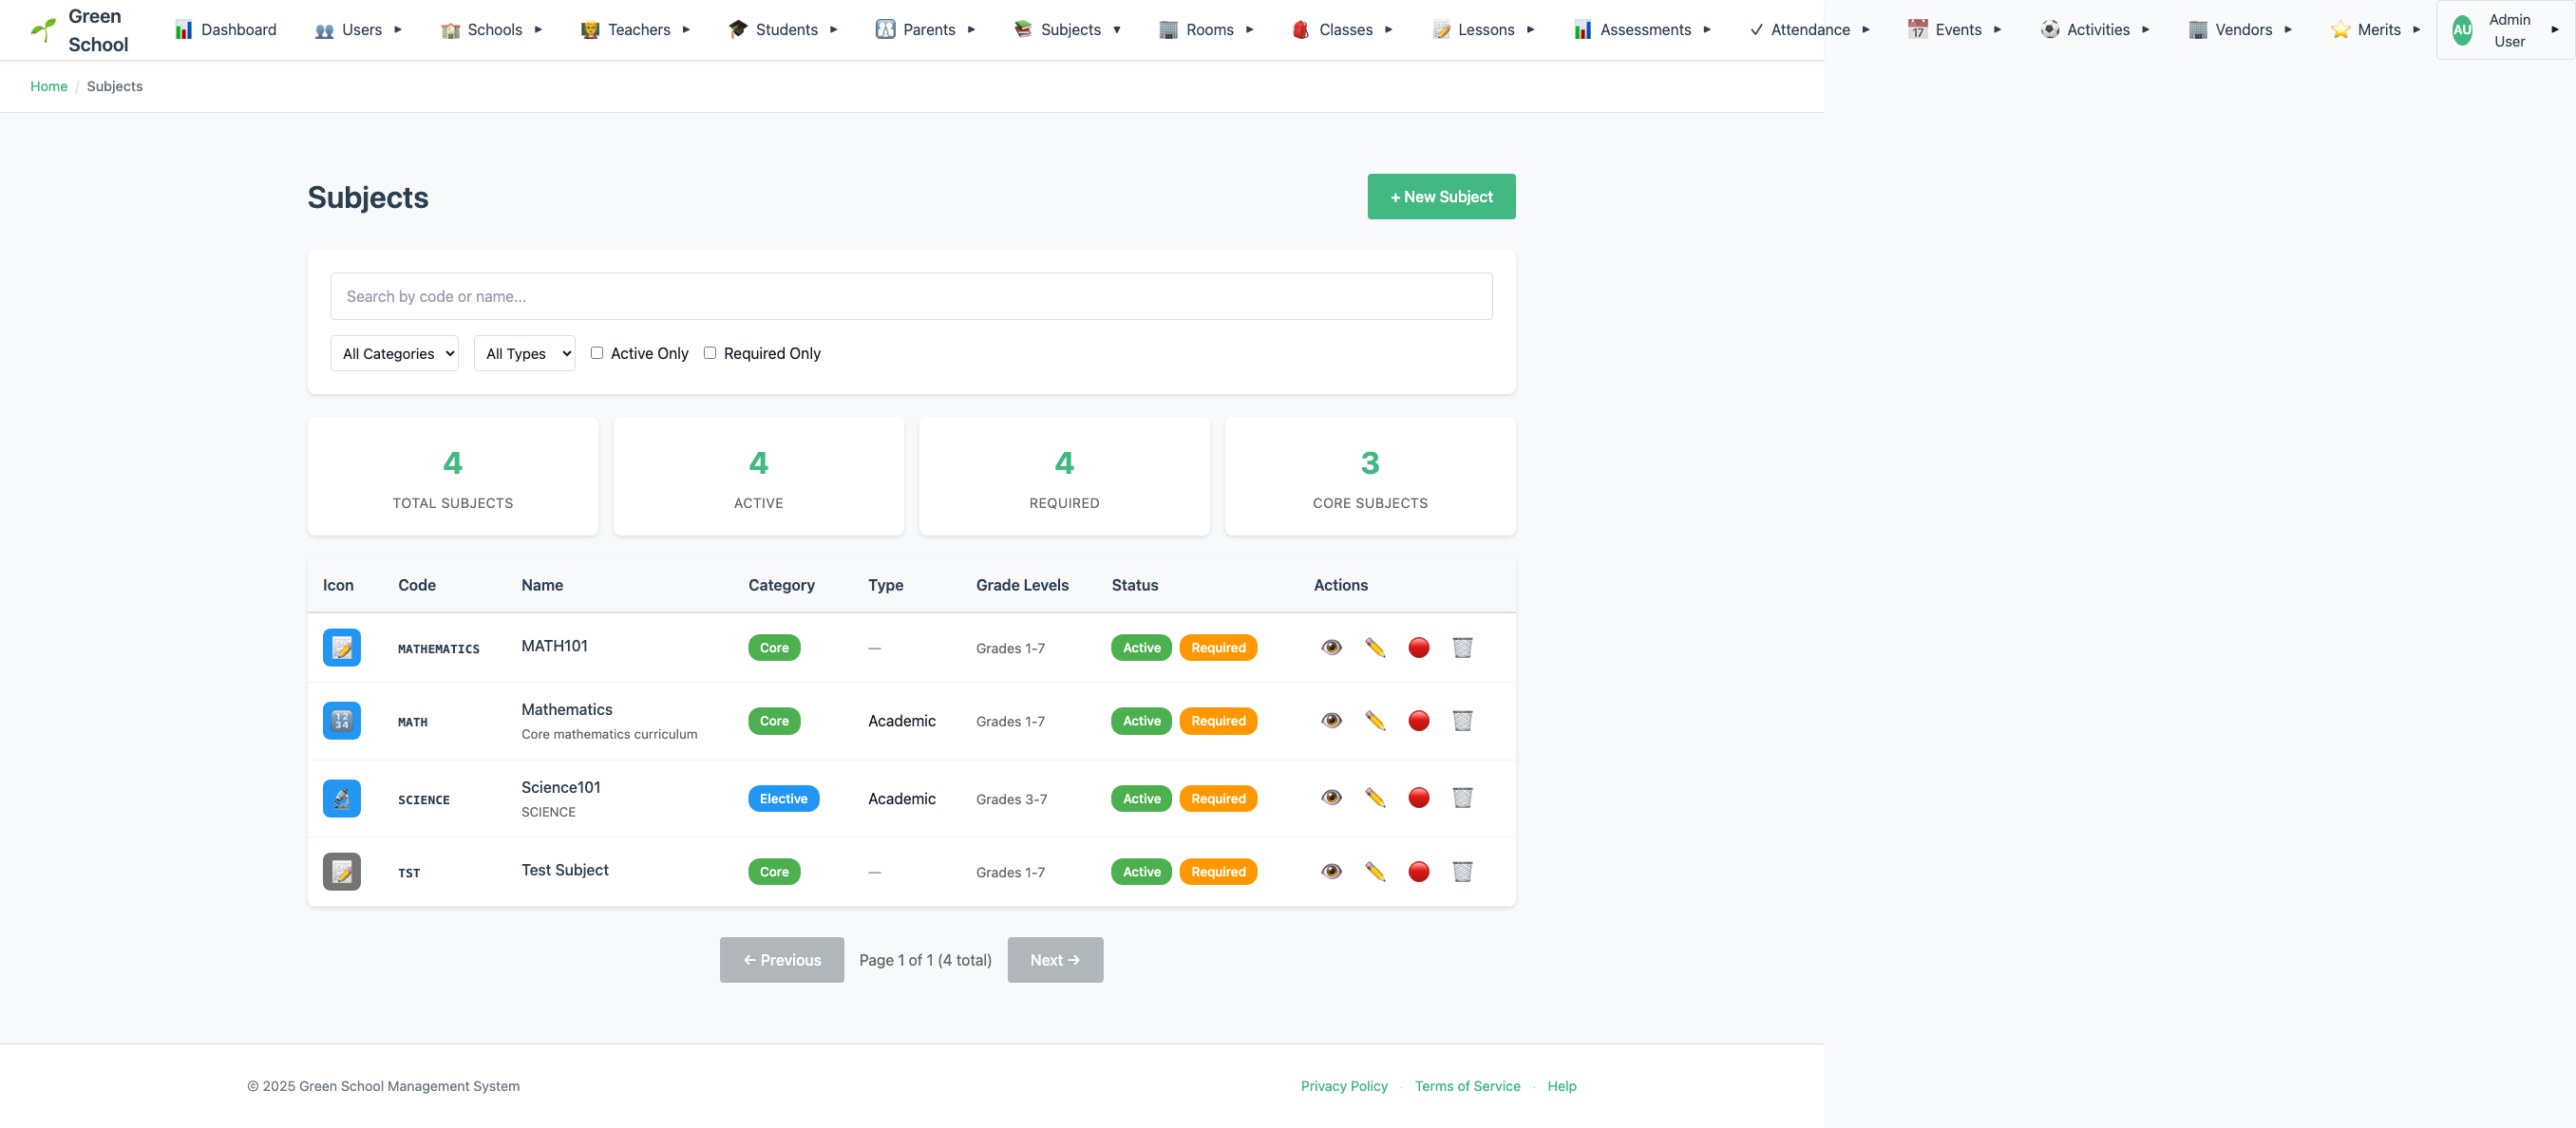 Green School
Dashboard
Users
Schools
Teachers
Students
Parents
Subjects
Rooms
Classes
Lessons
Assessments
Attendance
Events
Activities
Vendors
Merits
AU
Admin User
Home / Subjects
Subjects
+ New Subject
Search by code or name...
All Categories
All Types
Active Only
Required Only
4
TOTAL SUBJECTS
4
ACTIVE
4
REQUIRED
3
CORE SUBJECTS
Icon Code Name Category Type Grade Levels Status Actions
MATHEMATICS MATH101 Core — Grades 1-7 Active Required
MATH Mathematics Core Academic Grades 1-7 Active Required
Core mathematics curriculum
SCIENCE Science101 Elective Academic Grades 3-7 Active Required
SCIENCE
TST Test Subject Core — Grades 1-7 Active Required
← Previous Page 1 of 1 (4 total) Next →
© 2025 Green School Management System
Privacy Policy · Terms of Service · Help